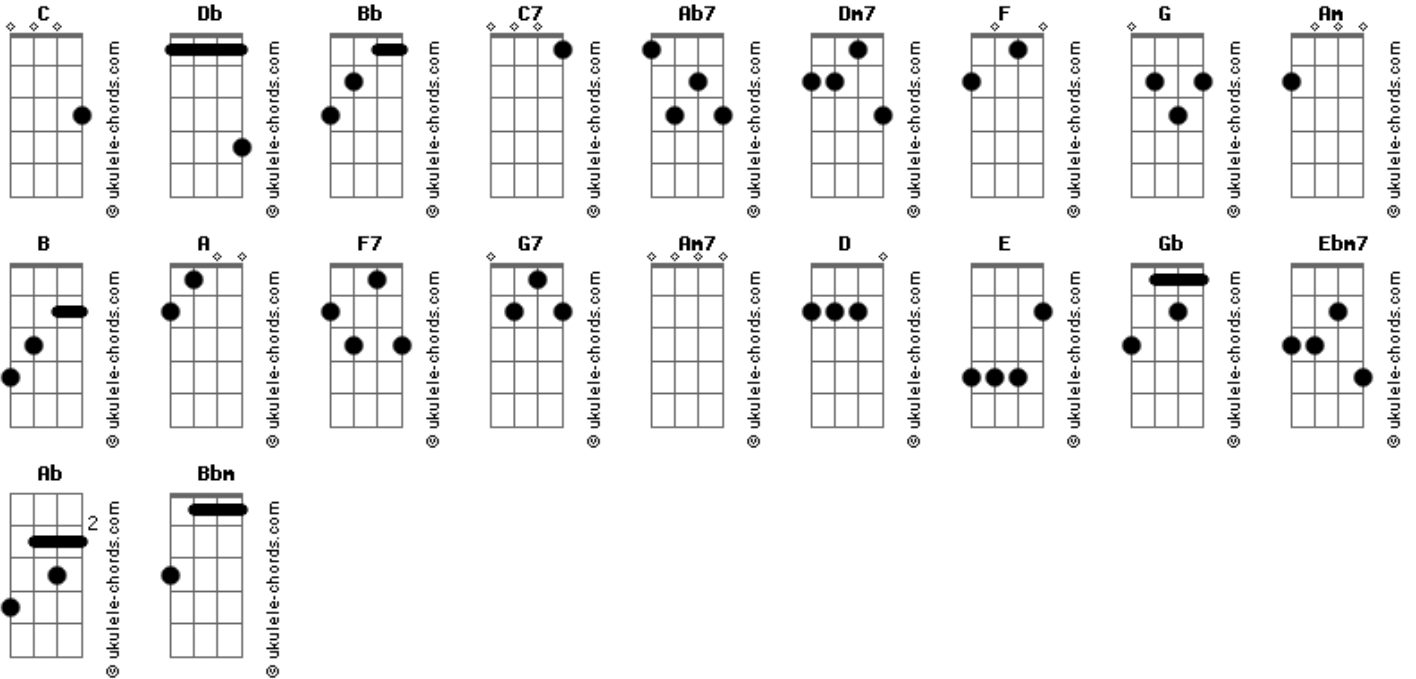 C Db Bb C7 Ab7 Dm7 F G Am
© ukulele-chords.com © ukulele-chords.com © ukulele-chords.com © ukulele-chords.com © ukulele-chords.com © ukulele-chords.com © ukulele-chords.com © ukulele-chords.com © ukulele-chords.com
B A F7 G7 Am7 D E Gb Ebm7
© ukulele-chords.com © ukulele-chords.com © ukulele-chords.com © ukulele-chords.com © ukulele-chords.com © ukulele-chords.com © ukulele-chords.com © ukulele-chords.com © ukulele-chords.com
Ab Bbm
2
© ukulele-chords.com © ukulele-chords.com